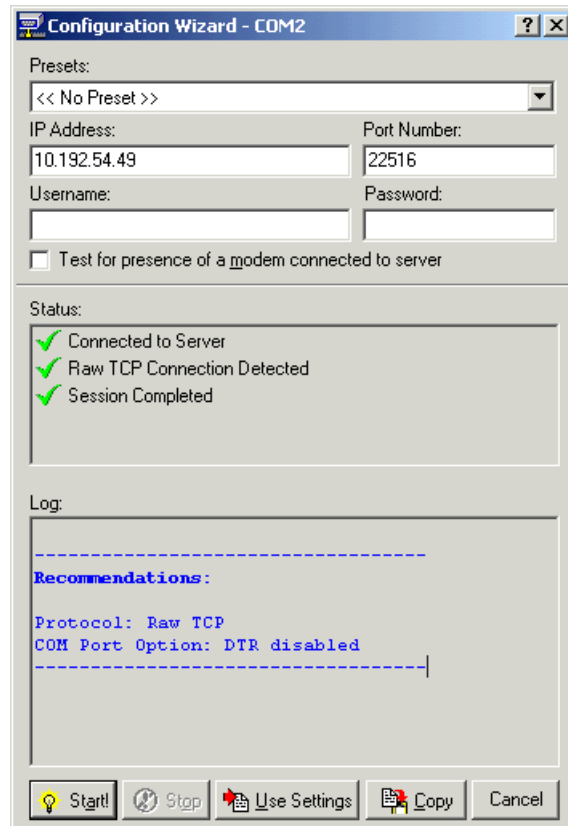 Configuration Wizard - COM2
Presets:
<< No Preset >>
IP Address: Port Number:
10.192.54.49 22516
Username: Password:
Test for presence of a modem connected to server
Status:
Connected to Server
Raw TCP Connection Detected
Session Completed
Log:
-----------------------------------
Recommendations:
Protocol: Raw TCP
COM Port Option: DTR disabled
-----------------------------------
Start! Stop Use Settings Copy Cancel